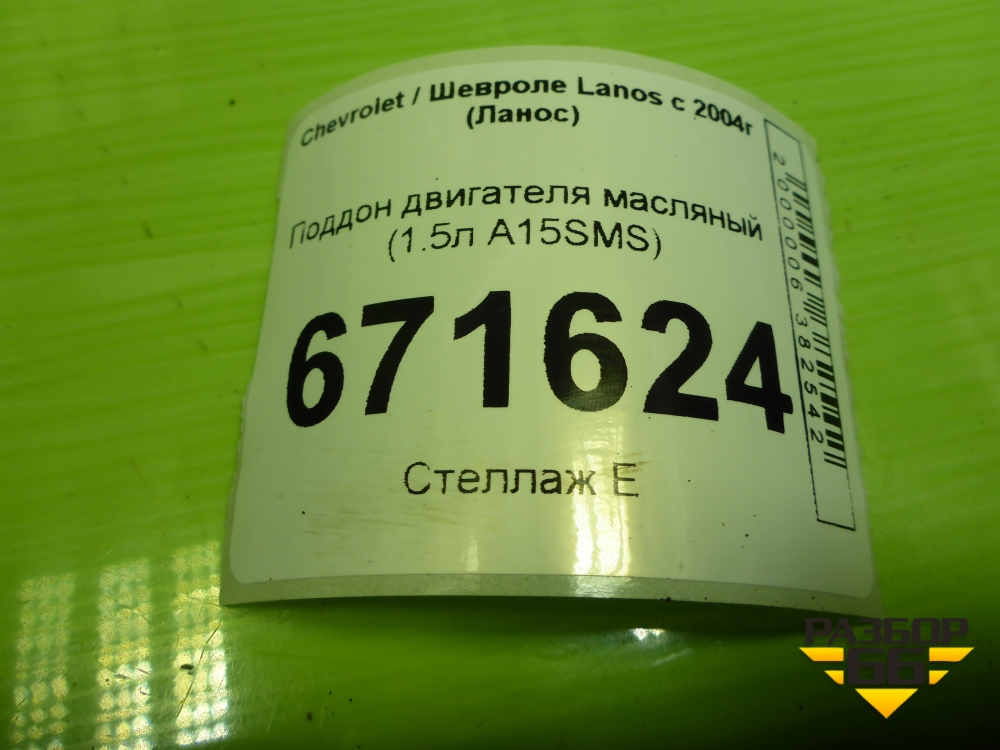 Chevrolet / Шевроле Lanos с 2004г
(Ланос)
Поддон двигателя масляный
(1.5л A15SMS)
671624
Стеллаж E
2000006382542
РАЗБОР
66